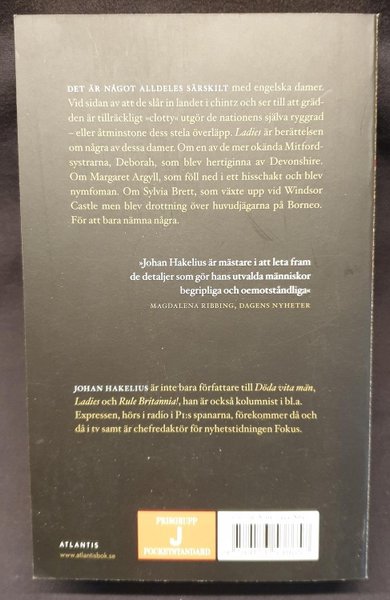 DET ÄR NÅGOT ALLDELES SÄRSKILT med engelska damer.
Vid sidan av att de slår in landet i chintz och ser till att gräd-
den är tillräckligt »clotty« utgör de nationens själva ryggrad
– eller åtminstone dess stela överläpp. Ladies är berättelsen
om några av dessa damer. Om en av de mer okända Mitford-
systrarna, Deborah, som blev hertiginna av Devonshire.
Om Margaret Argyll, som föll ned i ett hisschakt och blev
nymfoman. Om Sylvia Brett, som växte upp vid Windsor
Castle men blev drottning över huvudjägarna på Borneo.
För att bara nämna några.
»Johan Hakelius är mästare i att leta fram
de detaljer som gör hans utvalda människor
begripliga och oemotståndliga«
MAGDALENA RIBBING, DAGENS NYHETER
JOHAN HAKELIUS är inte bara författare till Döda vita män,
Ladies och Rule Britannia!, han är också kolumnist i bl.a.
Expressen, hörs i radio i P1:s spanarna, förekommer då och
då i tv samt är chefredaktör för nyhetstidningen Fokus.
ATLANTIS
www.atlantisbok.se
PRISGRUPP
J
POCKETSTANDARD